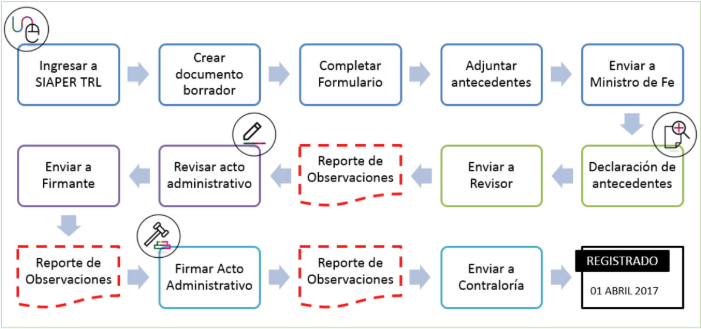 Ingresar a
SIAPER TRL
Crear
documento
borrador
Completar
Formulario
Adjuntar
antecedentes
Enviar a
Ministro de Fe
Declaración de
antecedentes
Enviar a
Revisor
Reporte de
Observaciones
Revisar acto
administrativo
Enviar a
Firmante
Reporte de
Observaciones
Firmar Acto
Administrativo
Reporte de
Observaciones
Enviar a
Contraloría
REGISTRADO
01 ABRIL 2017